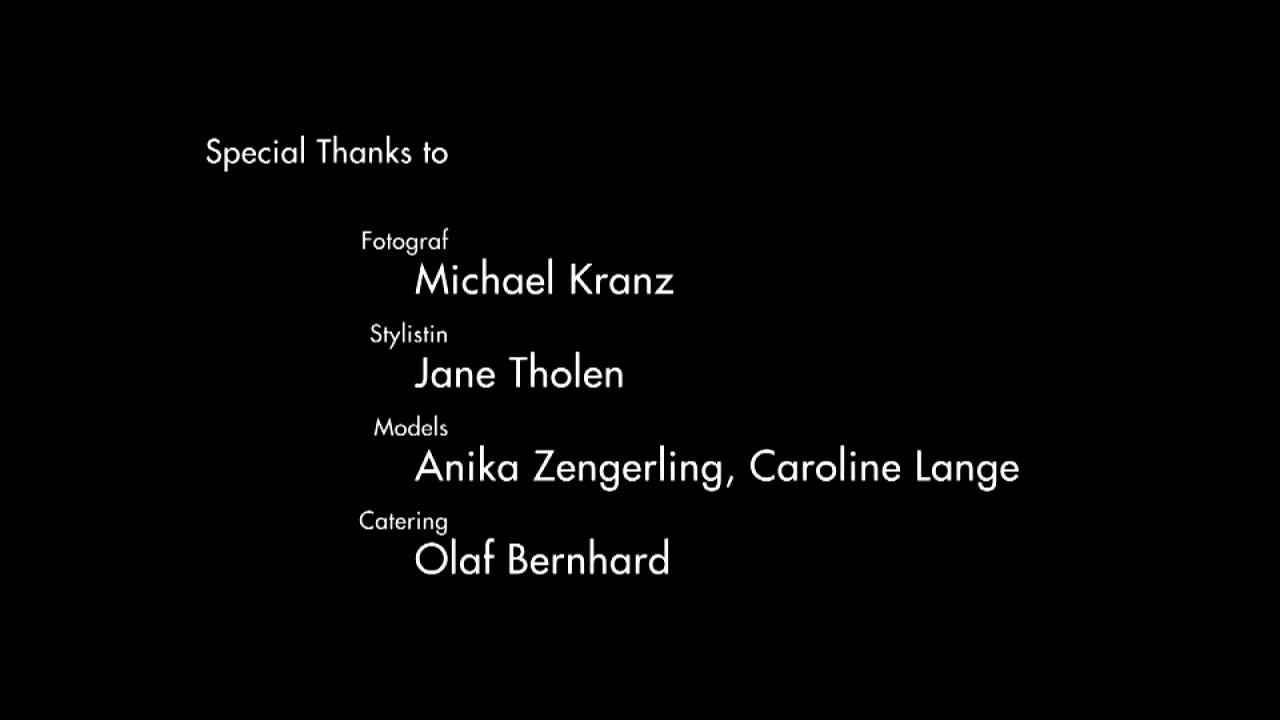 Special Thanks to
Fotograf
Michael Kranz
Stylistin
Jane Tholen
Models
Anika Zengerling, Caroline Lange
Catering
Olaf Bernhard